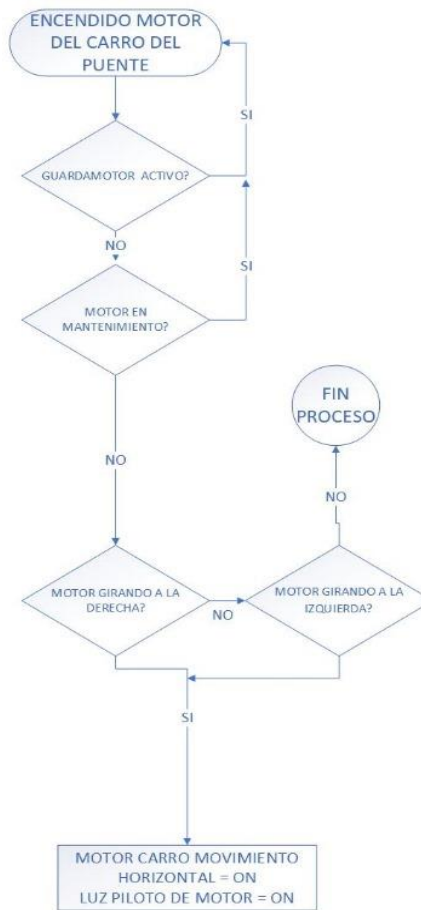 ENCENDIDO MOTOR
DEL CARRO DEL
PUENTE
SI
GUARDAMOTOR ACTIVO?
NO
SI
MOTOR EN
MANTENIMIENTO?
FIN
PROCESO
NO
NO
MOTOR GIRANDO A LA
DERECHA?
NO
MOTOR GIRANDO A LA
IZQUIERDA?
SI
MOTOR CARRO MOVIMIENTO
HORIZONTAL = ON
LUZ PILOTO DE MOTOR = ON